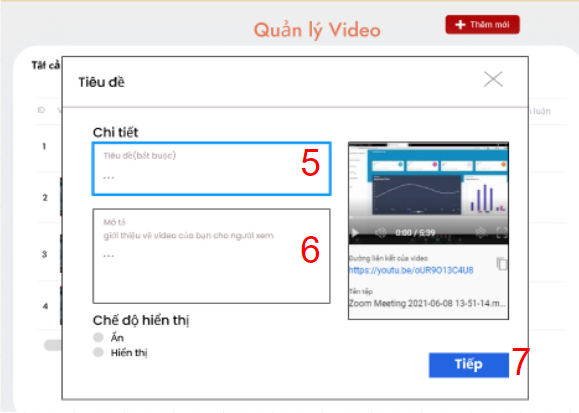 Quản lý Video
Thêm mới
Tất cả
Tiêu đề
ID
luận
Chi tiết
Tiêu đề(bắt buộc)
...
5
1
2
3
4
Mô tả
giới thiệu về video của bạn cho người xem
...
6
0:00 / 5:39
Đường liên kết của video
https://youtu.be/oUR9O13C4U8
Tên tệp
Zoom Meeting 2021-06-08 13-51-14.m...
Chế độ hiển thị
Ẩn
Hiển thị
Tiếp
7